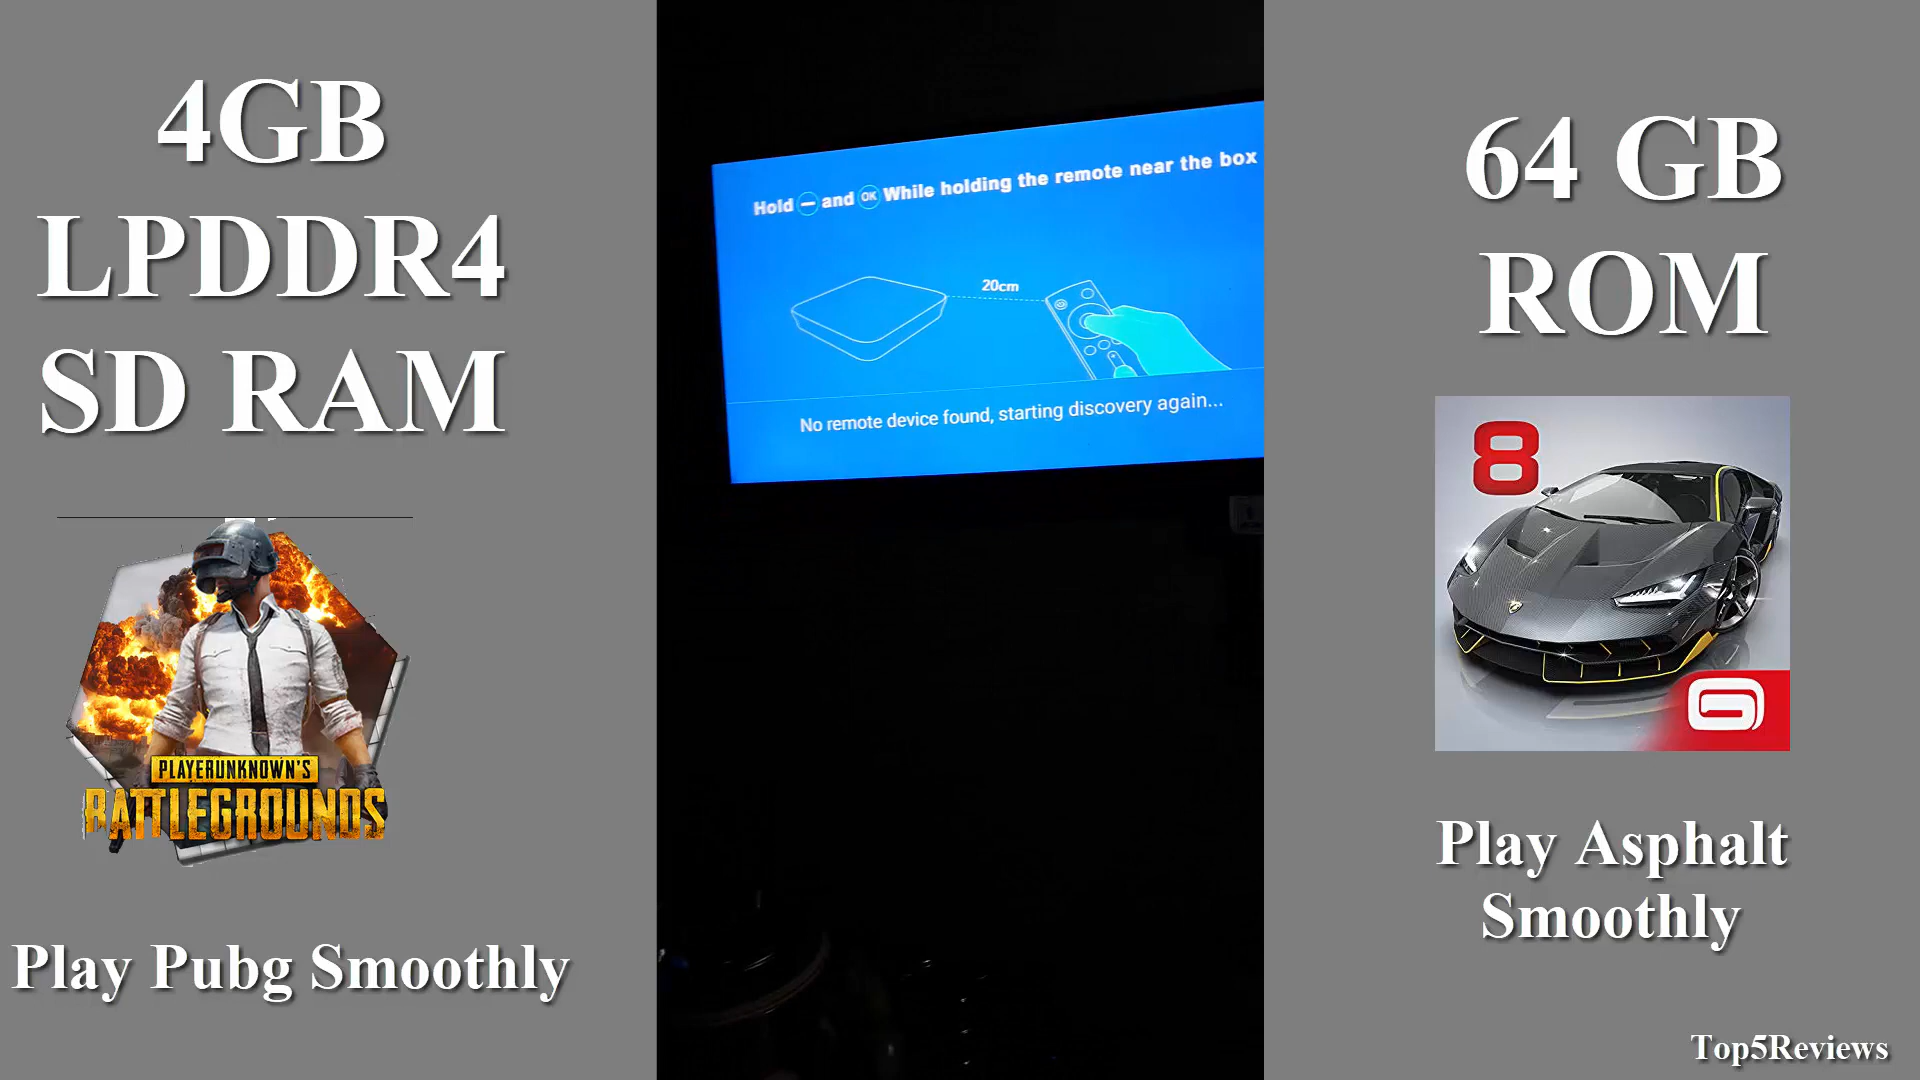 4GB
LPDDR4
SD RAM
PLAYERUNKNOWN'S
BATTLEGROUNDS
Play Pubg Smoothly
Hold — and OK While holding the remote near the box
20cm
No remote device found, starting discovery again...
64 GB
ROM
8
Play Asphalt
Smoothly
Top5Reviews